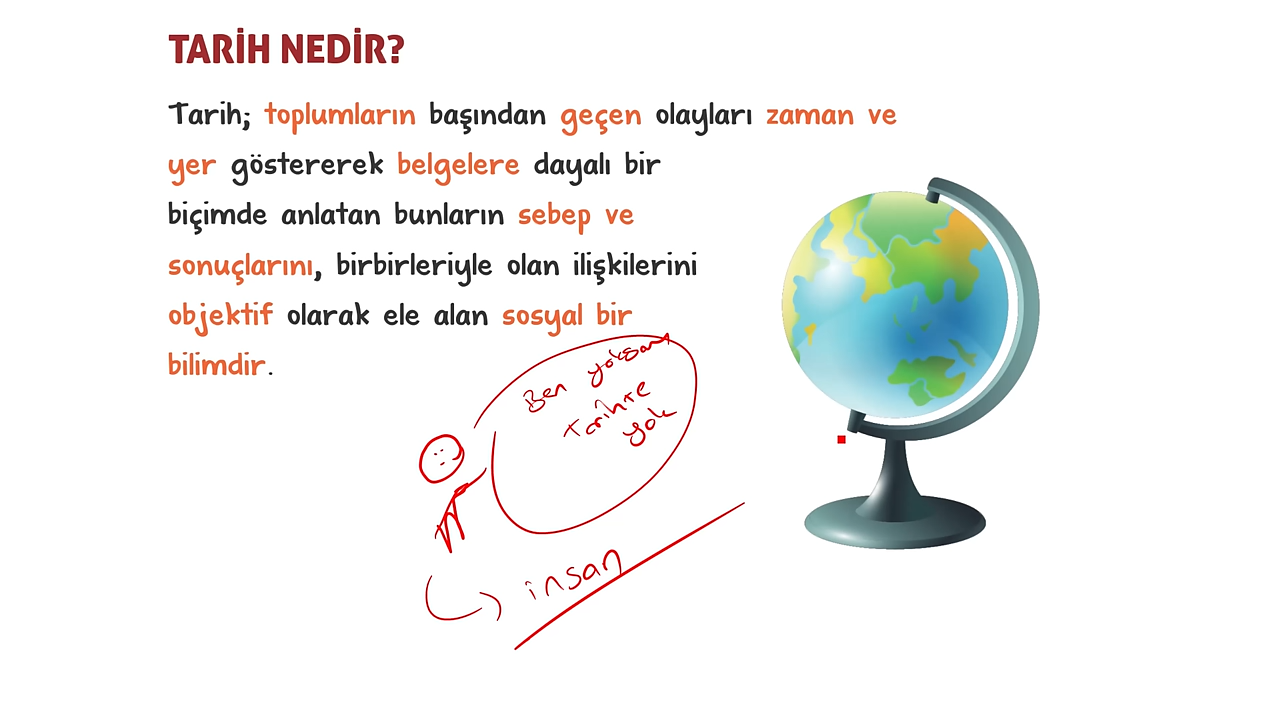 TARİH NEDİR?
Tarih; toplumların başından geçen olayları zaman ve
yer göstererek belgelere dayalı bir
biçimde anlatan bunların sebep ve
sonuçlarını, birbirleriyle olan ilişkilerini
objektif olarak ele alan sosyal bir
bilimdir.
Ben yoksam
Tarihte
yok
insan